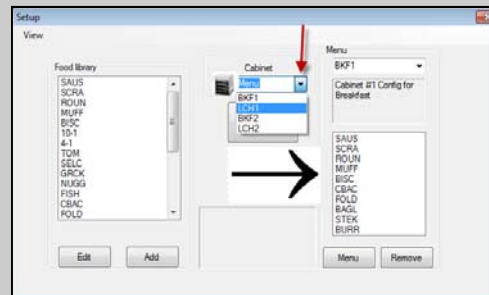 Setup
View
Food library
SAUS
SCRA
ROUN
MUFF
BISC
10-1
4-1
TOM
SELC
GRCK
NUGG
FISH
CBAC
FOLD
Edit
Add
Cabinet
Menu
BKF1
LCH1
BKF2
LCH2
Menu
BKF1
Cabinet #1 Config for
Breakfast
SAUS
SCRA
ROUN
MUFF
BISC
CBAC
FOLD
BAGL
STEK
BURR
Menu
Remove